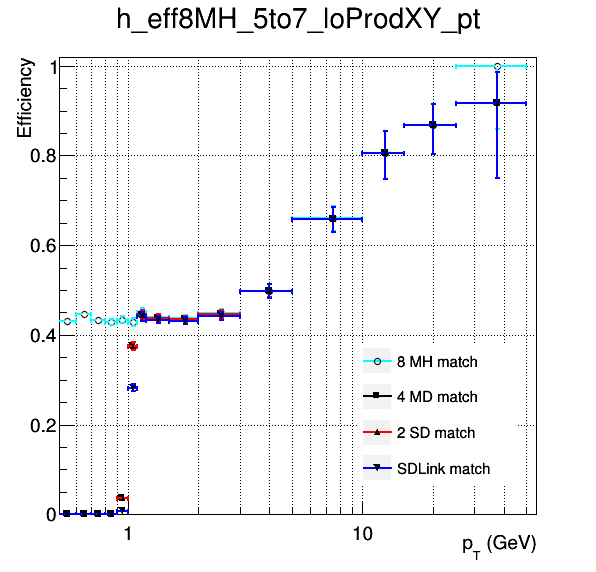 h_eff8MH_5to7_loProdXY_pt
Efficiency
1
0.8
0.6
0.4
0.2
0
8 MH match
4 MD match
2 SD match
SDLink match
1
10
p_T (GeV)